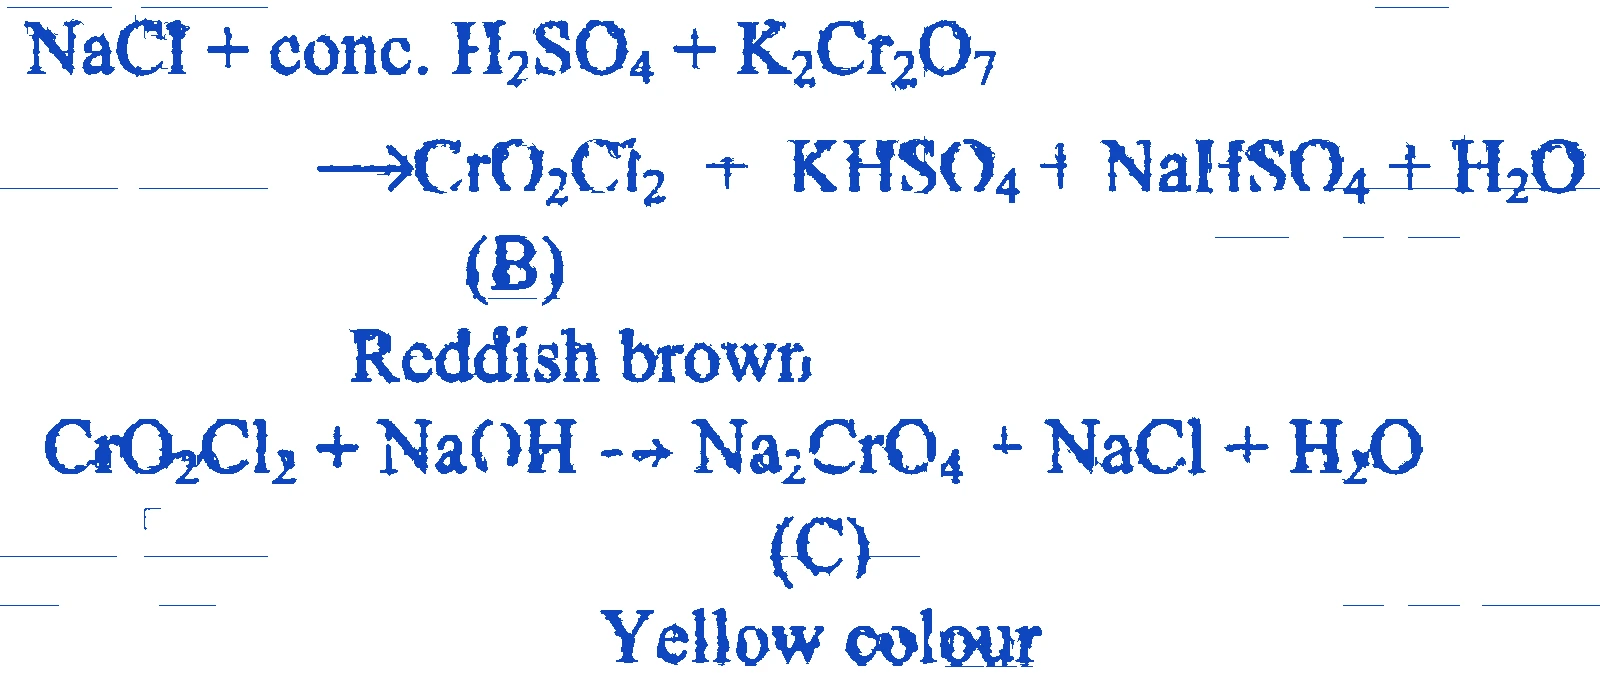 NaCl + conc. H₂SO₄ + K₂Cr₂O₇
⟶CrO₂Cl₂ + KHSO₄ + NaHSO₄ + H₂O
(B)
Reddish brown
CrO₂Cl₂ + NaOH → Na₂CrO₄ + NaCl + H₂O
(C)
Yellow colour